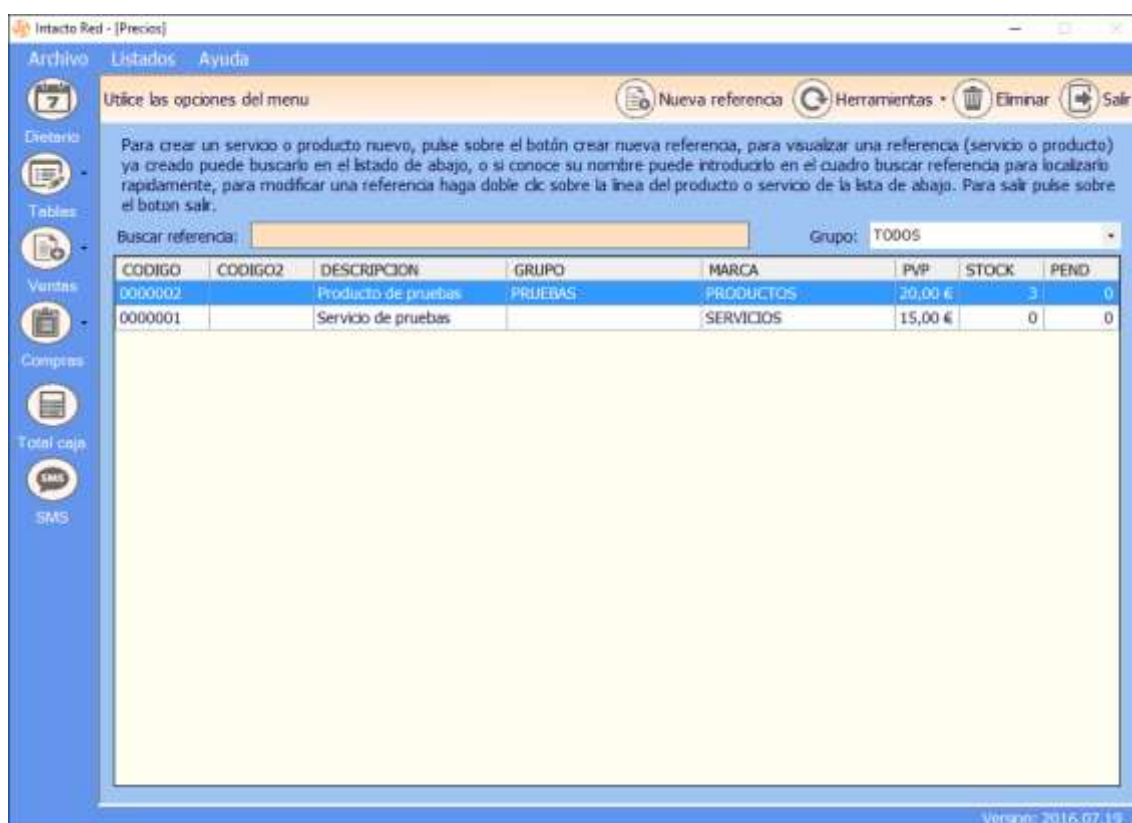 Intacto Red - [Precios]
Archivo Listados Ayuda
7
Utilice las opciones del menu
Nueva referencia
Herramientas
Eliminar
Salir
Dietario
Tablas
Ventas
Compras
Total caja
SMS
SMS
Para crear un servicio o producto nuevo, pulse sobre el botón crear nueva referencia, para visualizar una referencia (servicio o producto)
ya creado puede buscarlo en el listado de abajo, o si conoce su nombre puede introducirlo en el cuadro buscar referencia para localizarlo
rapidamente, para modificar una referencia haga doble clic sobre la linea del producto o servicio de la lista de abajo. Para salir pulse sobre
el boton salir.
Buscar referencia:
Grupo: TODOS
CODIGO CODIGO2 DESCRIPCION GRUPO MARCA PVP STOCK PEND
0000002 Producto de pruebas PRUEBAS PRODUCTOS 20,00 € 3 0
0000001 Servicio de pruebas SERVICIOS 15,00 € 0 0
Version: 2016.07.19